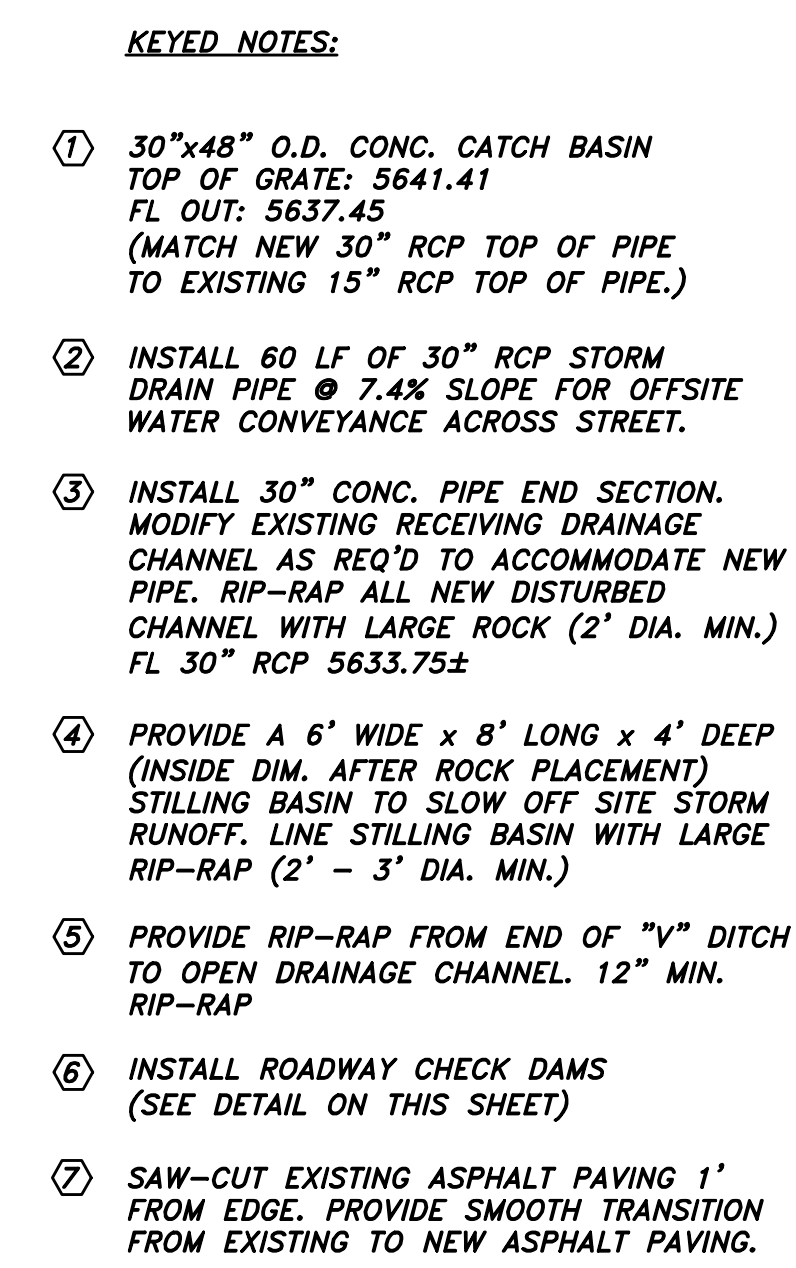 KEYED NOTES:
1 30"x48" O.D. CONC. CATCH BASIN
TOP OF GRATE: 5641.41
FL OUT: 5637.45
(MATCH NEW 30" RCP TOP OF PIPE
TO EXISTING 15" RCP TOP OF PIPE.)
2 INSTALL 60 LF OF 30" RCP STORM
DRAIN PIPE @ 7.4% SLOPE FOR OFFSITE
WATER CONVEYANCE ACROSS STREET.
3 INSTALL 30" CONC. PIPE END SECTION.
MODIFY EXISTING RECEIVING DRAINAGE
CHANNEL AS REQ'D TO ACCOMMODATE NEW
PIPE. RIP-RAP ALL NEW DISTURBED
CHANNEL WITH LARGE ROCK (2' DIA. MIN.)
FL 30" RCP 5633.75±
4 PROVIDE A 6' WIDE x 8' LONG x 4' DEEP
(INSIDE DIM. AFTER ROCK PLACEMENT)
STILLING BASIN TO SLOW OFF SITE STORM
RUNOFF. LINE STILLING BASIN WITH LARGE
RIP-RAP (2' - 3' DIA. MIN.)
5 PROVIDE RIP-RAP FROM END OF "V" DITCH
TO OPEN DRAINAGE CHANNEL. 12" MIN.
RIP-RAP
6 INSTALL ROADWAY CHECK DAMS
(SEE DETAIL ON THIS SHEET)
7 SAW-CUT EXISTING ASPHALT PAVING 1'
FROM EDGE. PROVIDE SMOOTH TRANSITION
FROM EXISTING TO NEW ASPHALT PAVING.